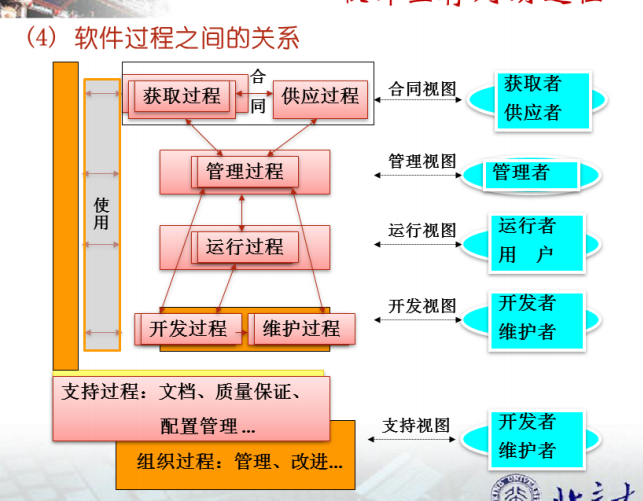 (4) 软件过程之间的关系
获取过程
合
同
供应过程
合同视图
获取者
供应者
管理过程
管理视图
管理者
使
用
运行过程
运行视图
运行者
用 户
开发过程
维护过程
开发视图
开发者
维护者
支持过程：文档、质量保证、
配置管理...
支持视图
开发者
维护者
组织过程：管理、改进...